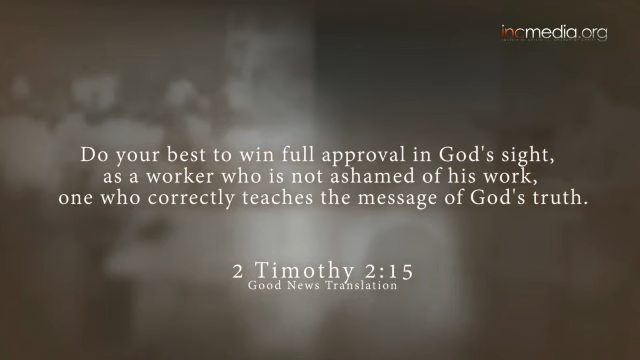 incmedia.org
Do your best to win full approval in God's sight,
as a worker who is not ashamed of his work,
one who correctly teaches the message of God's truth.
2 Timothy 2:15
Good News Translation